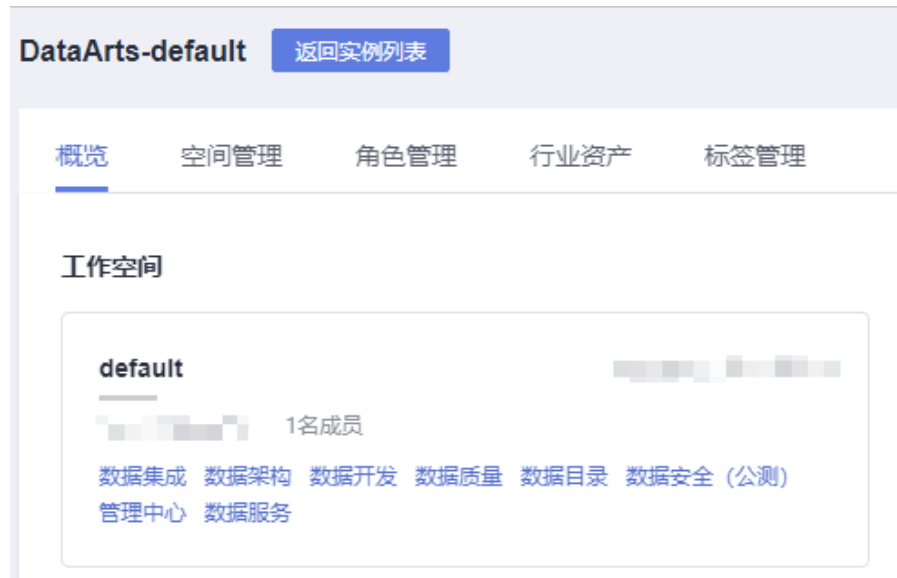 DataArts-default 返回实例列表
概览 空间管理 角色管理 行业资产 标签管理
工作空间
default
1名成员
数据集成 数据架构 数据开发 数据质量 数据目录 数据安全（公测）
管理中心 数据服务